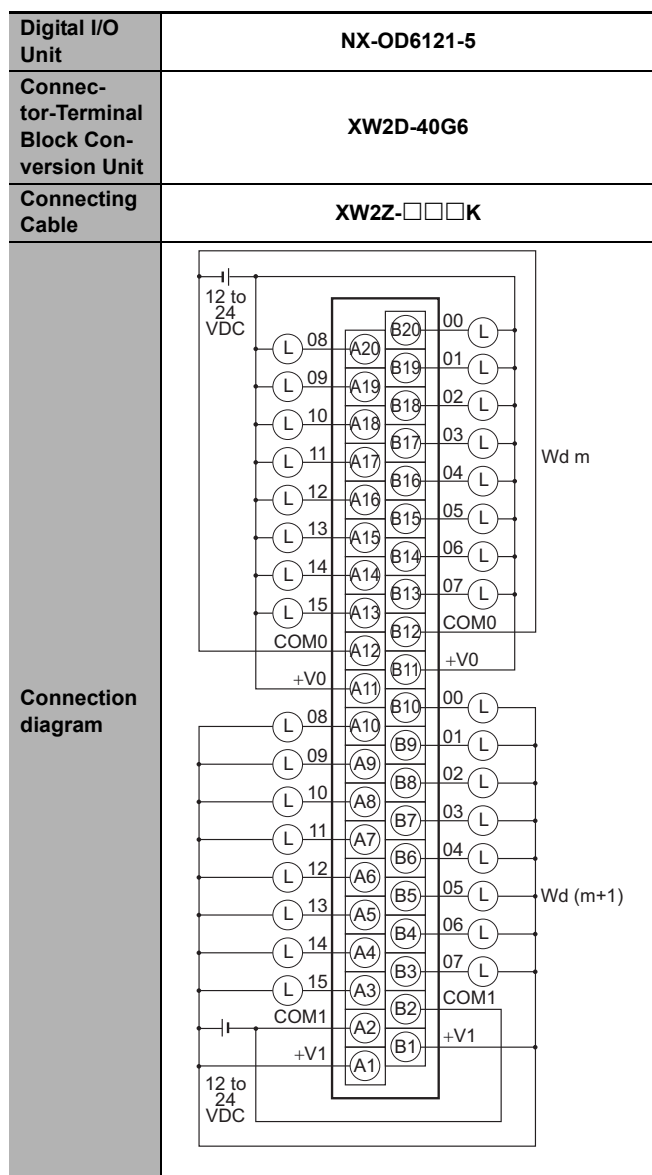 Digital I/O
Unit
NX-OD6121-5
Connec-
tor-Terminal
Block Con-
version Unit
XW2D-40G6
Connecting
Cable
XW2Z-□□□K
Connection
diagram
12 to
24
VDC
L 08 A20 B20 00 L
L 09 A19 B19 01 L
L 10 A18 B18 02 L
L 11 A17 B17 03 L
Wd m
L 12 A16 B16 04 L
L 13 A15 B15 05 L
L 14 A14 B14 06 L
L 15 A13 B13 07 L
COM0 A12 B12 COM0
+V0 A11 B11 +V0
L 08 A10 B10 00 L
L 09 A9 B9 01 L
L 10 A8 B8 02 L
L 11 A7 B7 03 L
L 12 A6 B6 04 L
L 13 A5 B5 05 L
Wd (m+1)
L 14 A4 B4 06 L
L 15 A3 B3 07 L
COM1 A2 B2 COM1
+V1 A1 B1 +V1
12 to
24
VDC